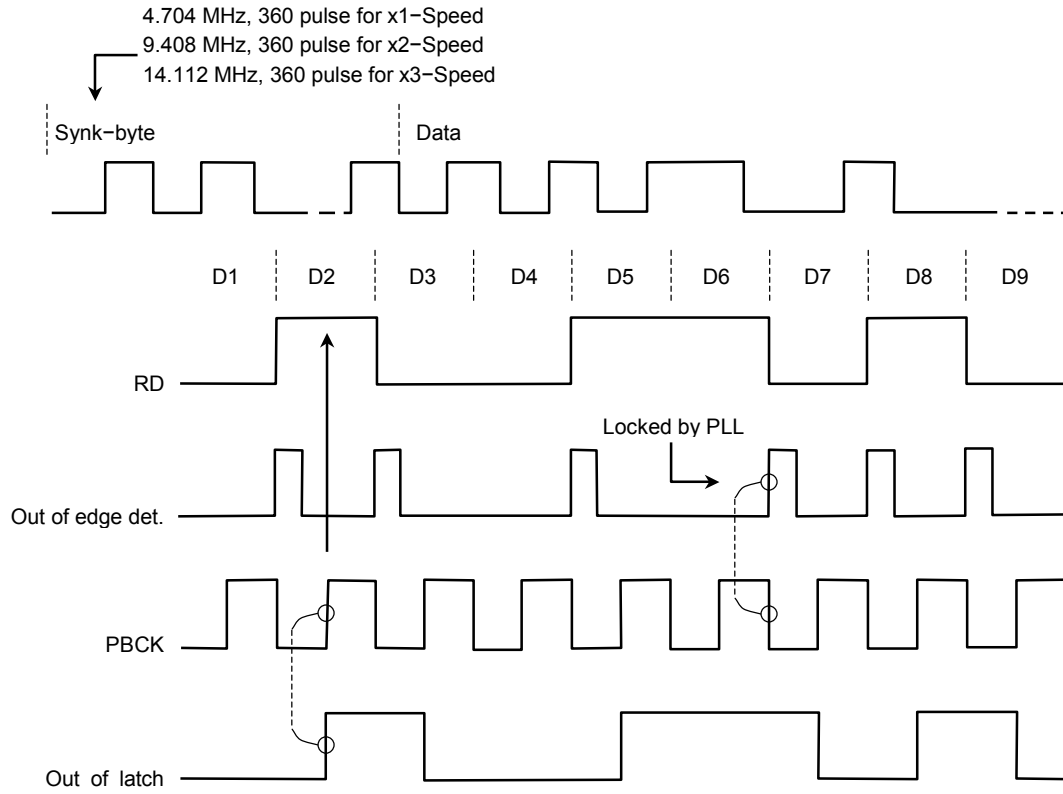 4.704 MHz, 360 pulse for x1−Speed
9.408 MHz, 360 pulse for x2−Speed
14.112 MHz, 360 pulse for x3−Speed
Synk−byte
Data
D1 D2 D3 D4 D5 D6 D7 D8 D9
RD
Locked by PLL
Out of edge det.
PBCK
Out of latch